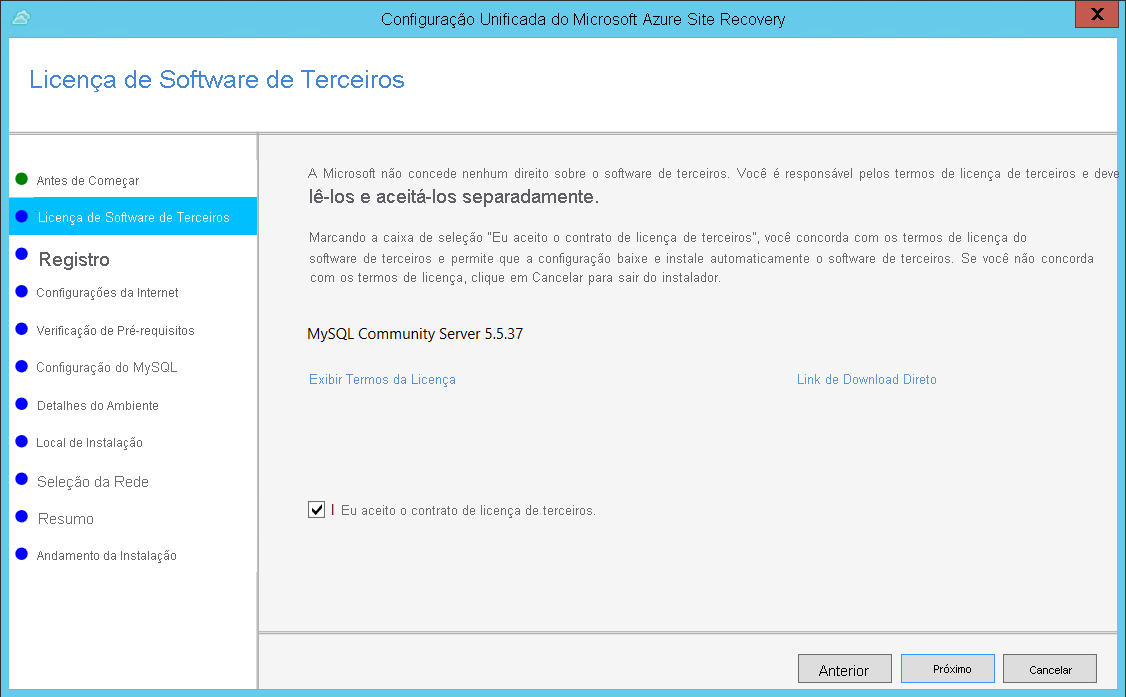 Configuração Unificada do Microsoft Azure Site Recovery
X
Licença de Software de Terceiros
Antes de Começar
Licença de Software de Terceiros
Registro
Configurações da Internet
Verificação de Pré-requisitos
Configuração do MySQL
Detalhes do Ambiente
Local de Instalação
Seleção da Rede
Resumo
Andamento da Instalação
A Microsoft não concede nenhum direito sobre o software de terceiros. Você é responsável pelos termos de licença de terceiros e deve
lê-los e aceitá-los separadamente.
Marcando a caixa de seleção "Eu aceito o contrato de licença de terceiros", você concorda com os termos de licença do
software de terceiros e permite que a configuração baixe e instale automaticamente o software de terceiros. Se você não concorda
com os termos de licença, clique em Cancelar para sair do instalador.
MySQL Community Server 5.5.37
Exibir Termos da Licença
Link de Download Direto
I Eu aceito o contrato de licença de terceiros.
Anterior
Próximo
Cancelar